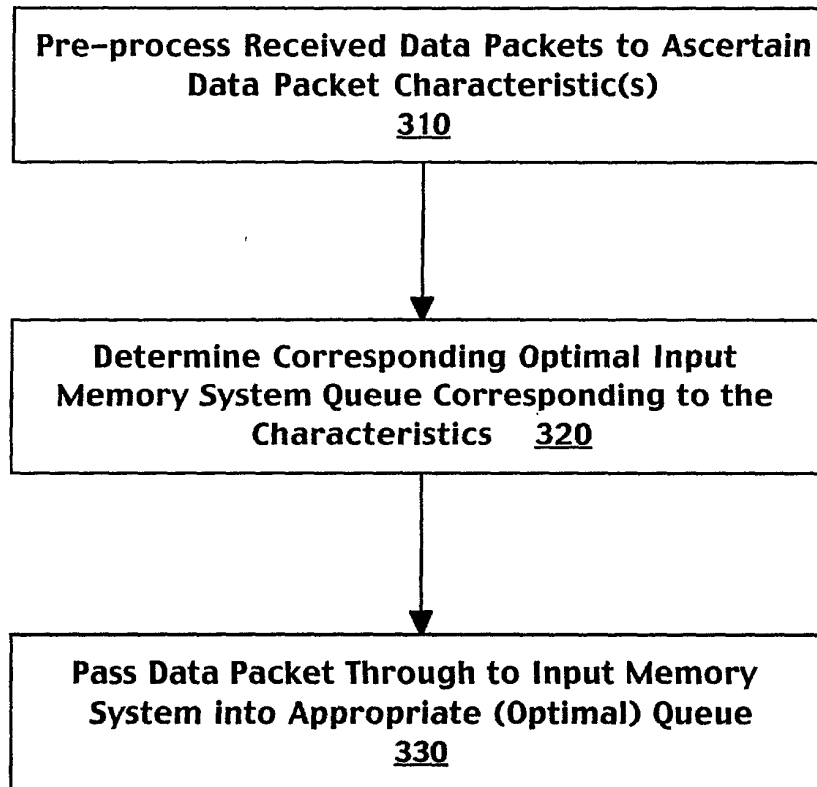 Pre-process Received Data Packets to Ascertain
Data Packet Characteristic(s)
310
Determine Corresponding Optimal Input
Memory System Queue Corresponding to the
Characteristics 320
Pass Data Packet Through to Input Memory
System into Appropriate (Optimal) Queue
330